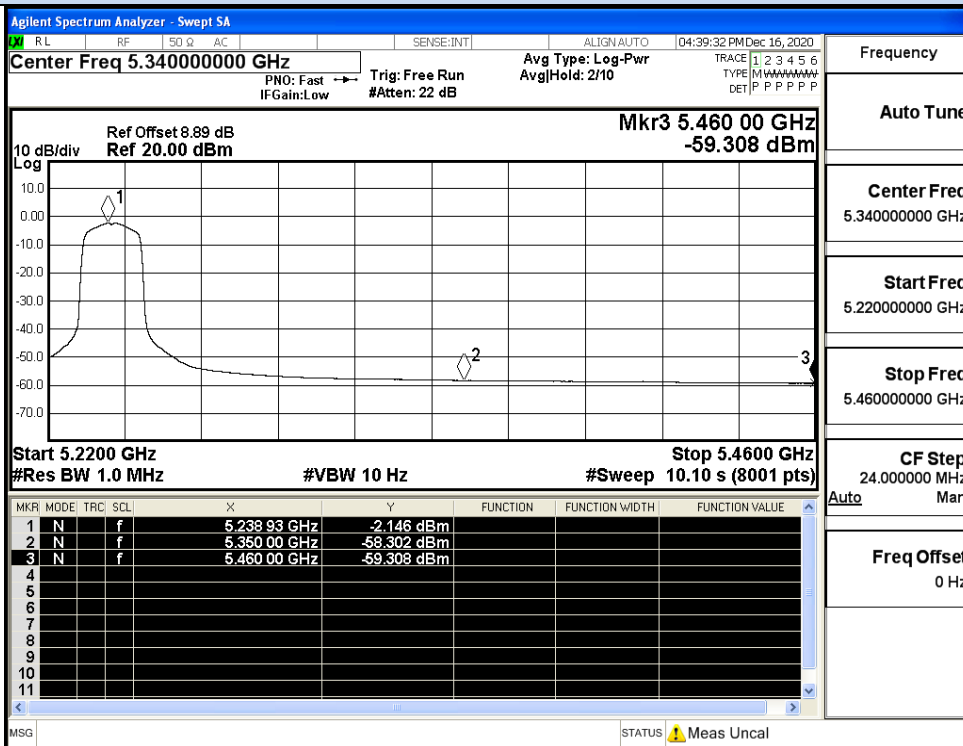 Agilent Spectrum Analyzer - Swept SA
LXI RL RF 50 Ω AC SENSE:INT ALIGN AUTO 04:39:32 PM Dec 16, 2020
Center Freq 5.340000000 GHz
PNO: Fast
IFGain:Low
Trig: Free Run
#Atten: 22 dB
Avg Type: Log-Pwr
Avg|Hold: 2/10
TRACE 1 2 3 4 5 6
TYPE M WWWWW
DET P P P P P P
Mkr3 5.460 00 GHz
-59.308 dBm
Ref Offset 8.89 dB
10 dB/div Ref 20.00 dBm
Log
10.0
0.00
-10.0
-20.0
-30.0
-40.0
-50.0
-60.0
-70.0
1
2
3
Start 5.2200 GHz Stop 5.4600 GHz
#Res BW 1.0 MHz #VBW 10 Hz #Sweep 10.10 s (8001 pts)
MKR MODE TRC SCL X Y FUNCTION FUNCTION WIDTH FUNCTION VALUE
1 N f 5.238 93 GHz -2.146 dBm
2 N f 5.350 00 GHz -58.302 dBm
3 N f 5.460 00 GHz -59.308 dBm
4
5
6
7
8
9
10
11
MSG STATUS Meas Uncal
Frequency
Auto Tune
Center Freq
5.340000000 GHz
Start Freq
5.220000000 GHz
Stop Freq
5.460000000 GHz
CF Step
24.000000 MHz
Auto Man
Freq Offset
0 Hz